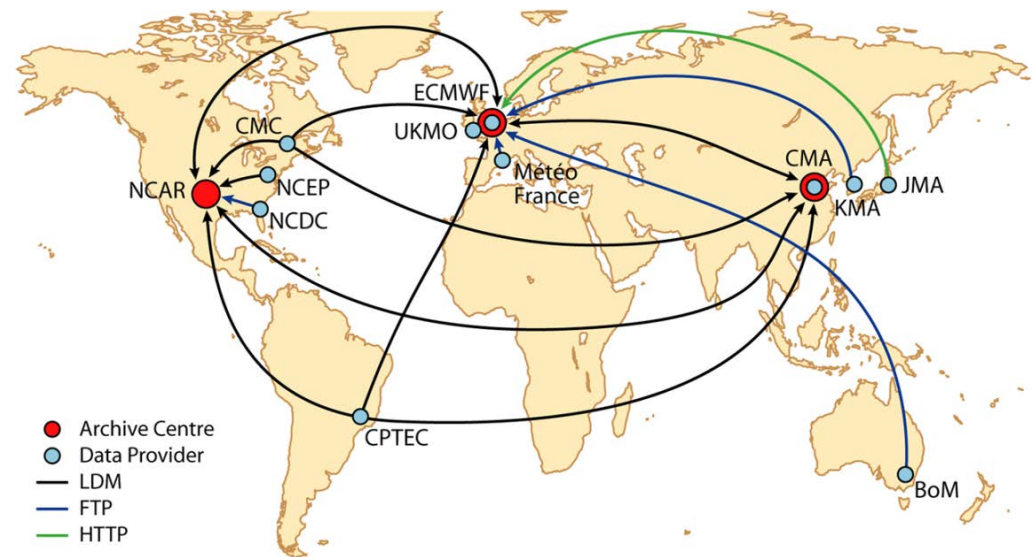 ECMWF
CMC
UKMO
CMA
NCAR
NCEP
Météo
France
JMA
KMA
NCDC
Archive Centre
Data Provider
CPTEC
LDM
BoM
FTP
HTTP